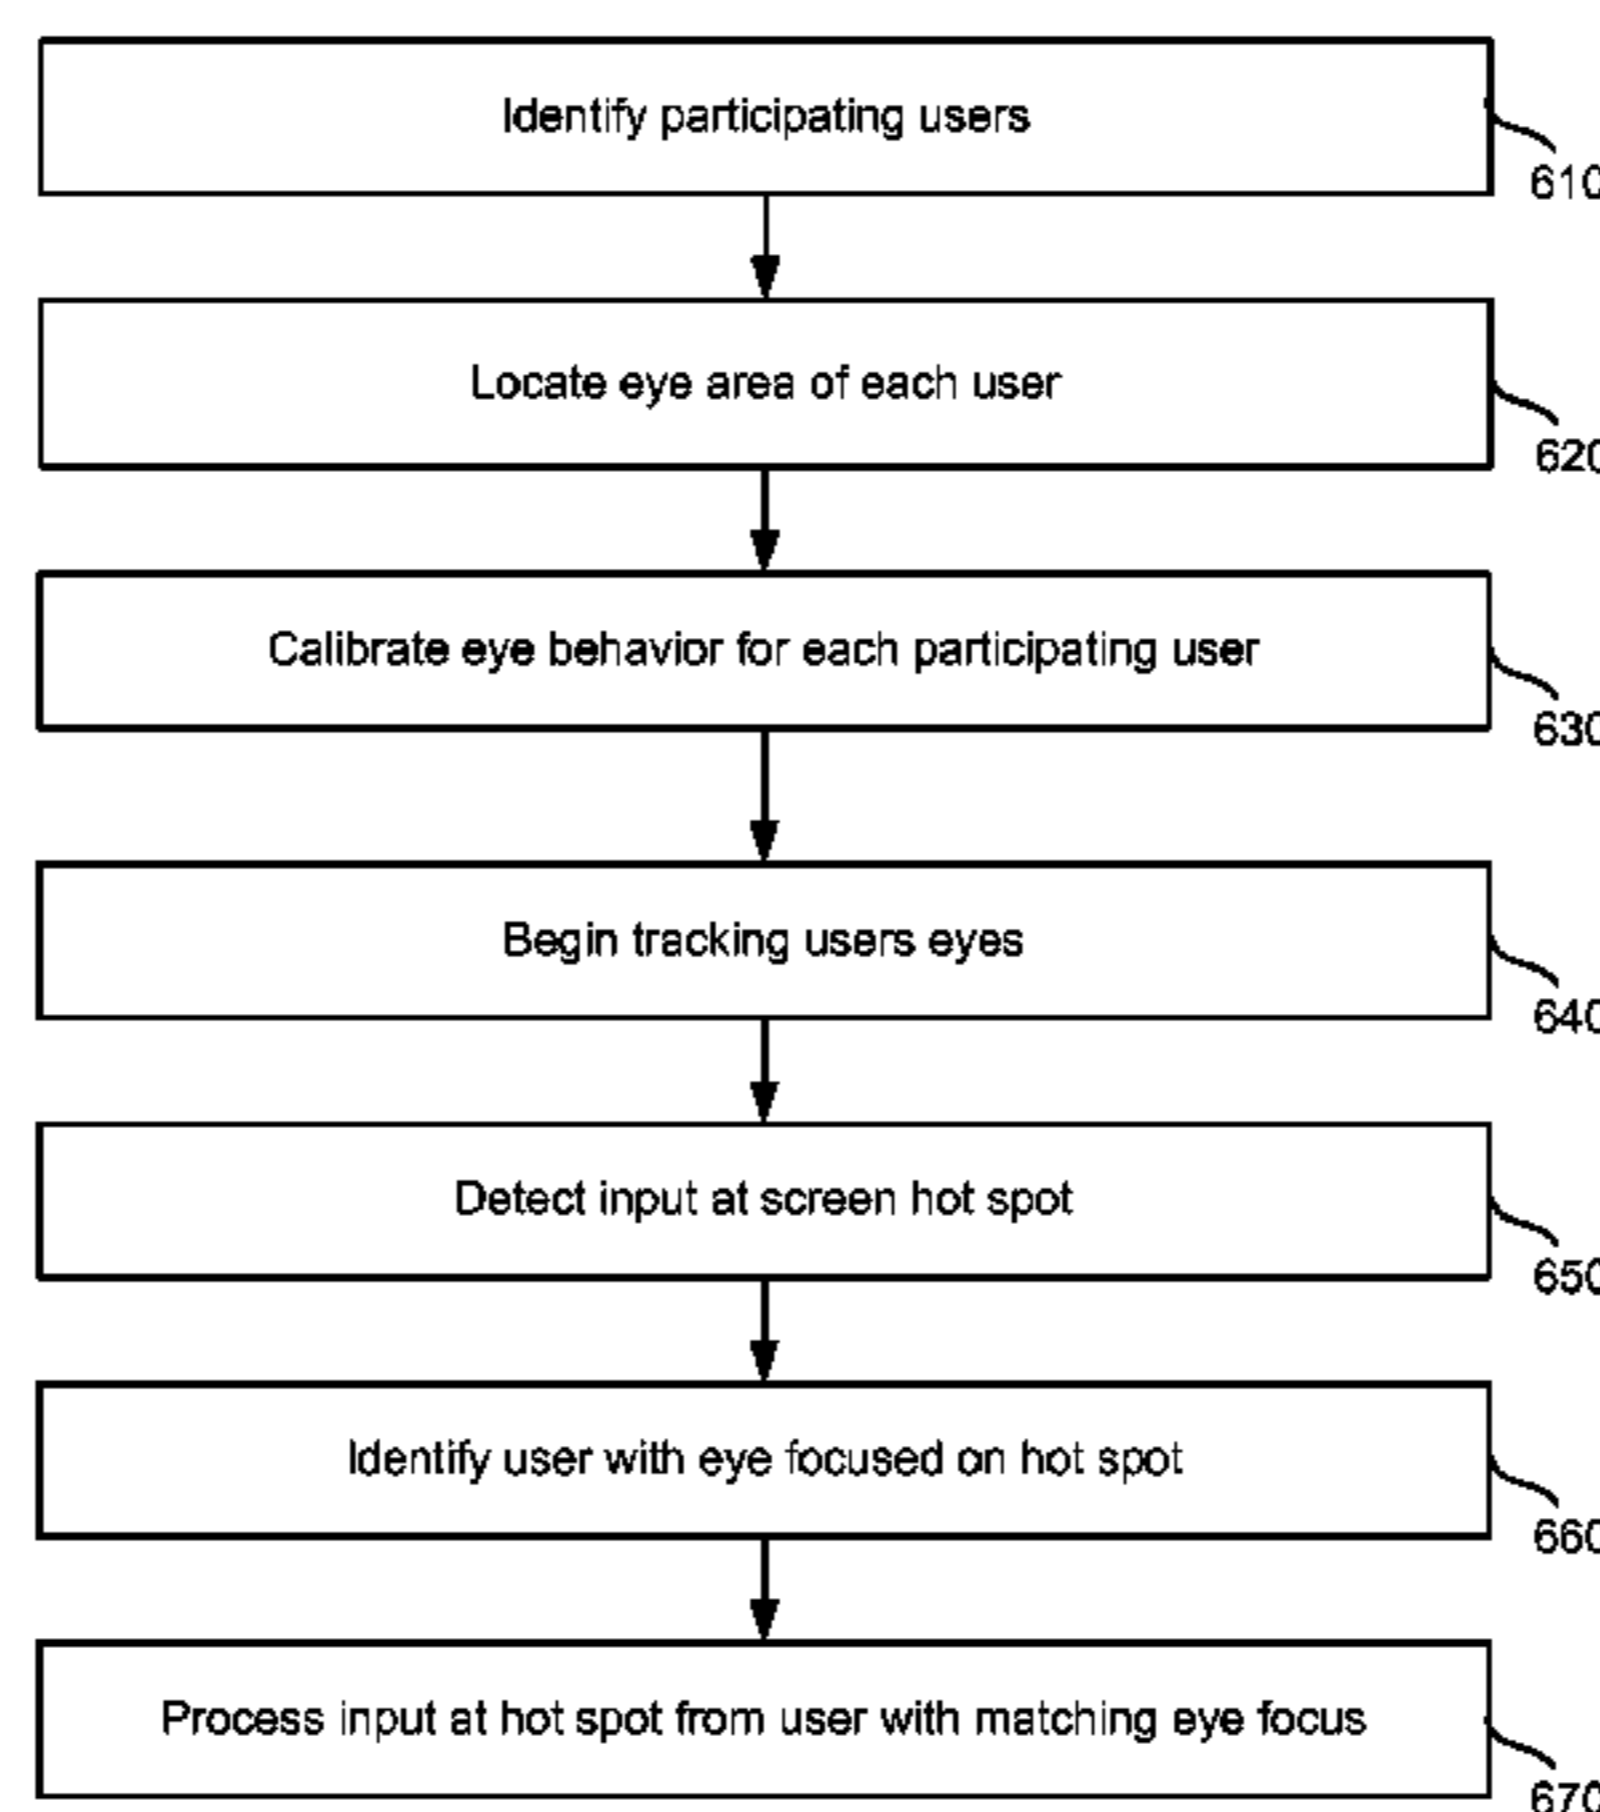 Identify participating users
610
Locate eye area of each user
620
Calibrate eye behavior for each participating user
630
Begin tracking users eyes
640
Detect input at screen hot spot
650
Identify user with eye focused on hot spot
660
Process input at hot spot from user with matching eye focus
670